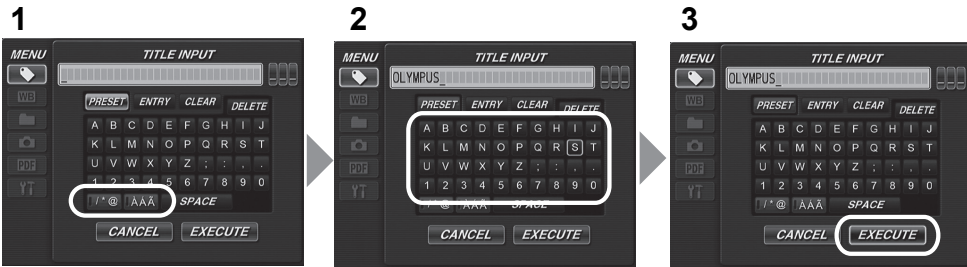 1
MENU
TITLE INPUT
_
WB
PDF
PRESET ENTRY CLEAR DELETE
A B C D E F G H I J
K L M N O P Q R S T
U V W X Y Z ; : , .
1 2 3 4 5 6 7 8 9 0
/*@ ÀÁÂ SPACE
CANCEL EXECUTE
2
MENU
TITLE INPUT
OLYMPUS_
WB
PDF
PRESET ENTRY CLEAR DELETE
A B C D E F G H I J
K L M N O P Q R S T
U V W X Y Z ; : , .
1 2 3 4 5 6 7 8 9 0
/*@ ÀÁÂ SPACE
CANCEL EXECUTE
3
MENU
TITLE INPUT
OLYMPUS_
WB
PDF
PRESET ENTRY CLEAR DELETE
A B C D E F G H I J
K L M N O P Q R S T
U V W X Y Z ; : , .
1 2 3 4 5 6 7 8 9 0
/*@ ÀÁÂ SPACE
CANCEL EXECUTE